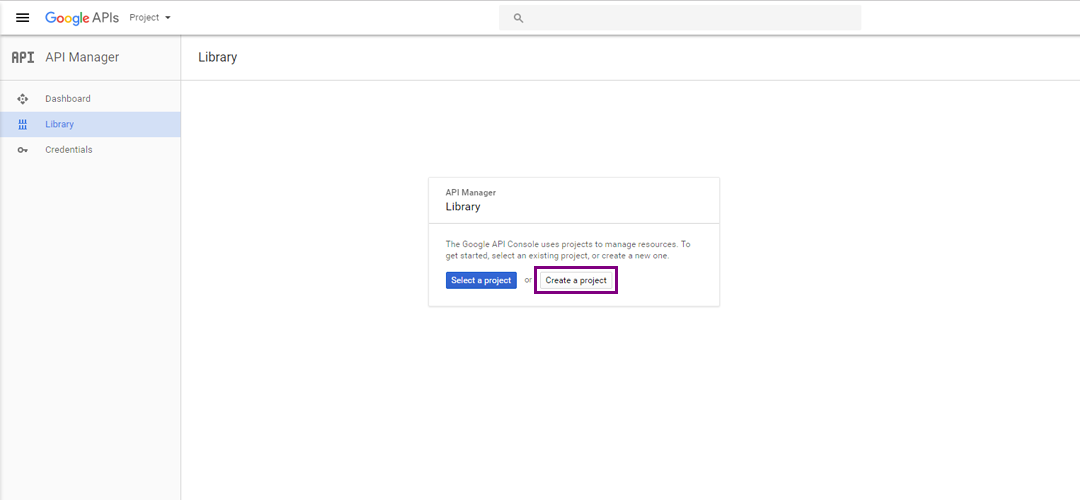 Google APIs Project
API API Manager
Library
Dashboard
Library
Credentials
API Manager
Library
The Google API Console uses projects to manage resources. To
get started, select an existing project, or create a new one.
Select a project or Create a project